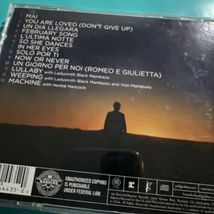 MAI
YOU ARE LOVED (DON'T GIVE UP)
UN DIA LLEGARA
FEBRUARY SONG
L'ULTIMA NOTTE
SO SHE DANCES
IN HER EYES
SOLO POR TI
NOW OR NEVER
UN GIORNO PER NOI (ROMEO E GIULIETTA)
LULLABY with Ladysmith Black Mambazo
WEEPING with Ladysmith Black Mambazo and Vusi Mahlasela
MACHINE with Herbie Hancock
UNAUTHORIZED COPYING
IS PUNISHABLE
UNDER FEDERAL LAW